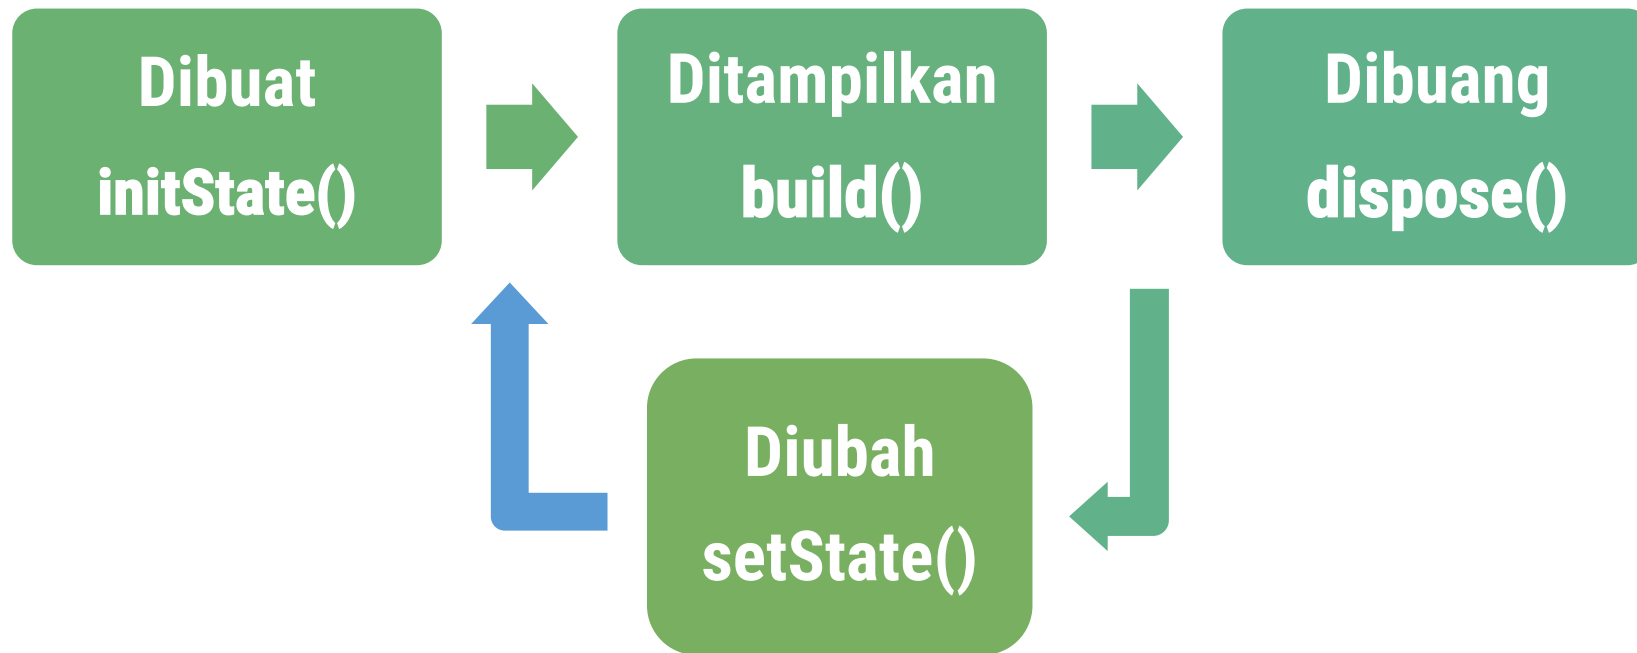 Dibuat
initState()
Ditampilkan
build()
Dibuang
dispose()
Diubah
setState()